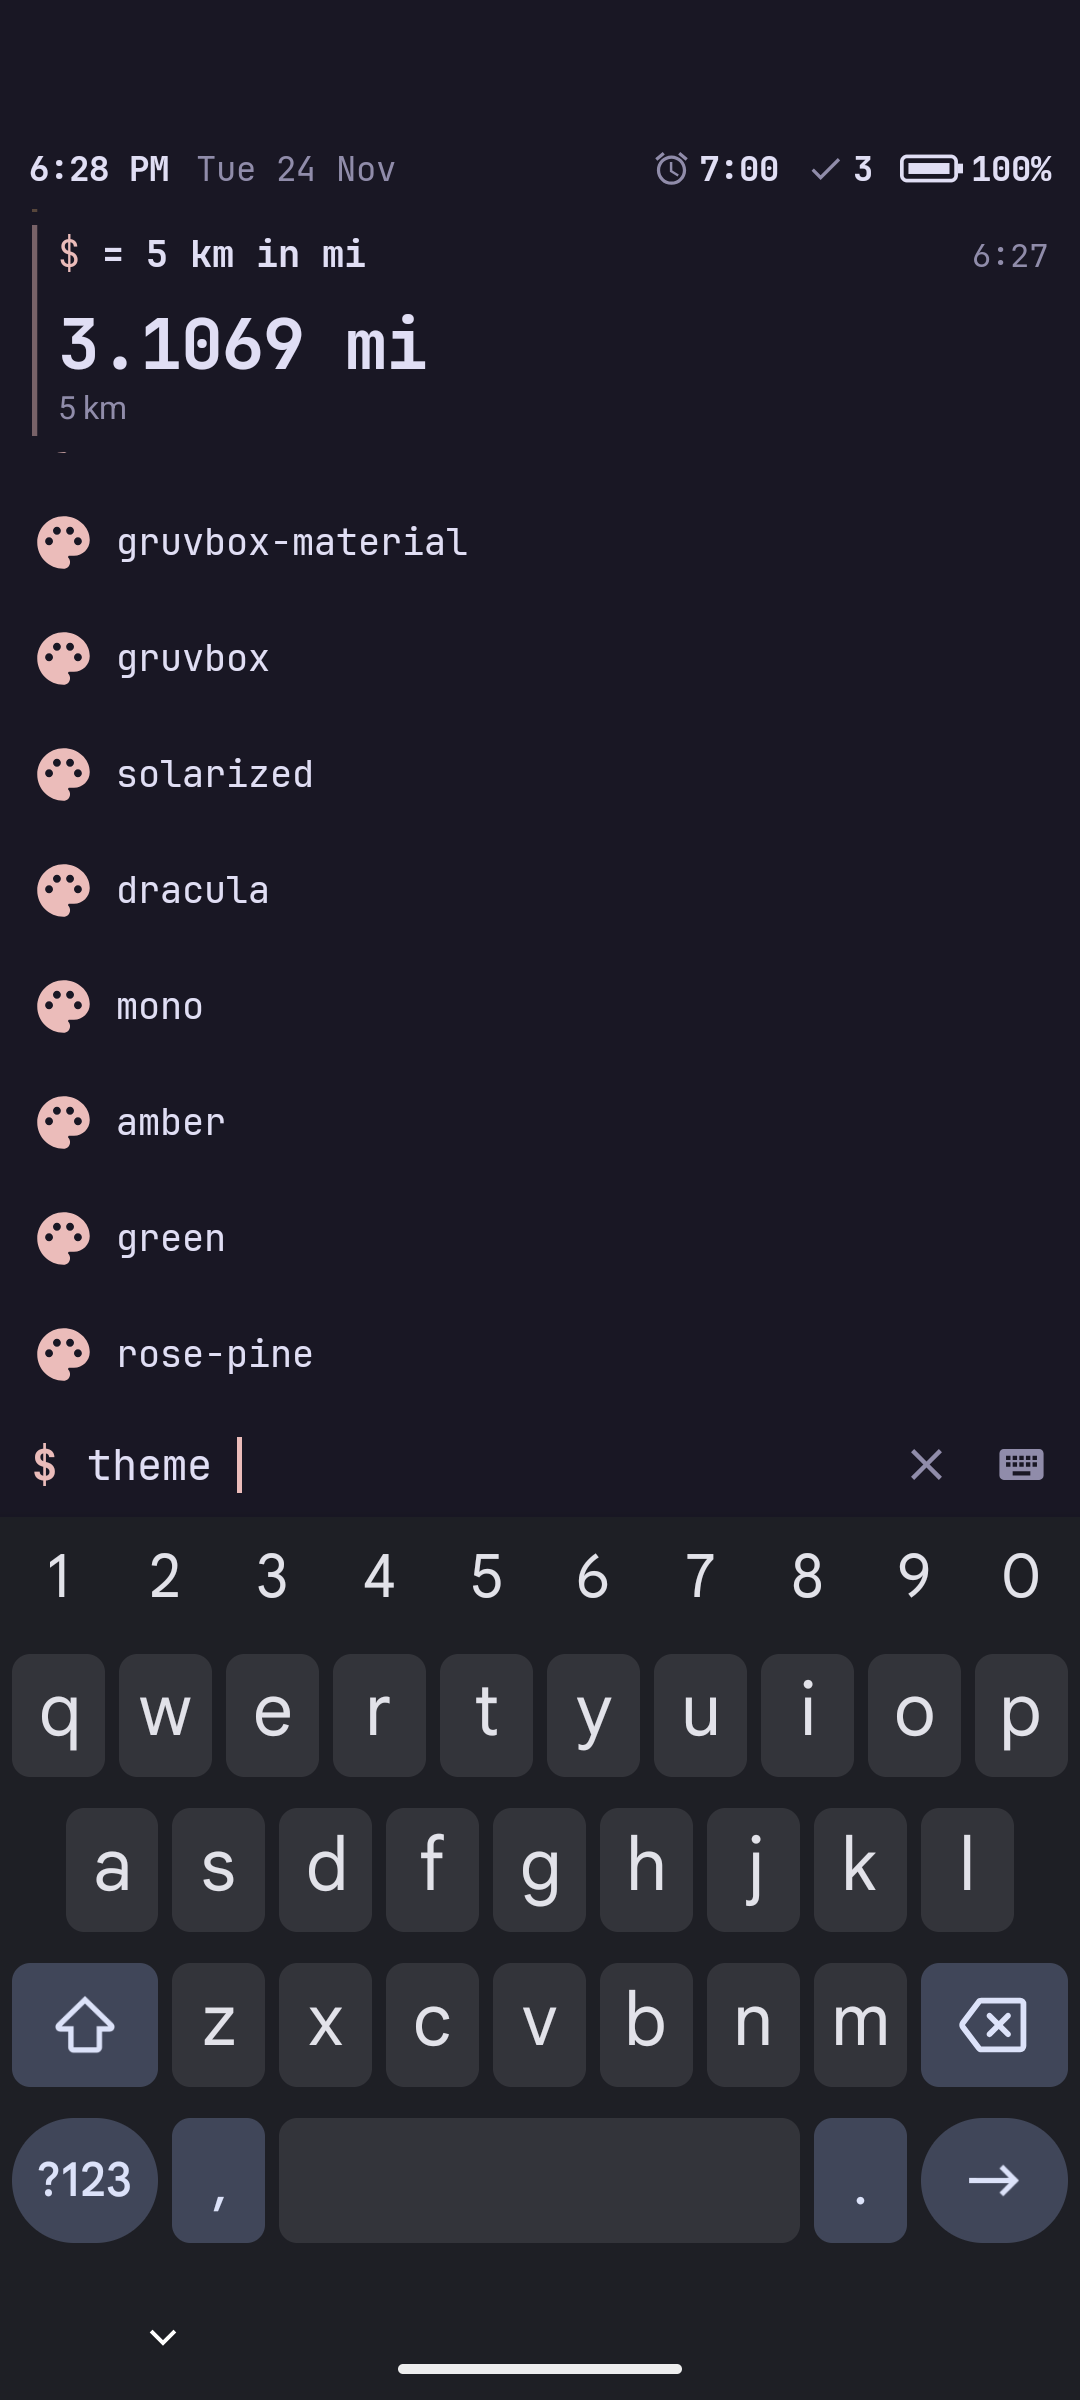 6:28 PM Tue 24 Nov 7:00 3 100%
$ = 5 km in mi 6:27
3.1069 mi
5 km
gruvbox-material
gruvbox
solarized
dracula
mono
amber
green
rose-pine
$ theme
1 2 3 4 5 6 7 8 9 0
q w e r t y u i o p
a s d f g h j k l
z x c v b n m
?123 , .